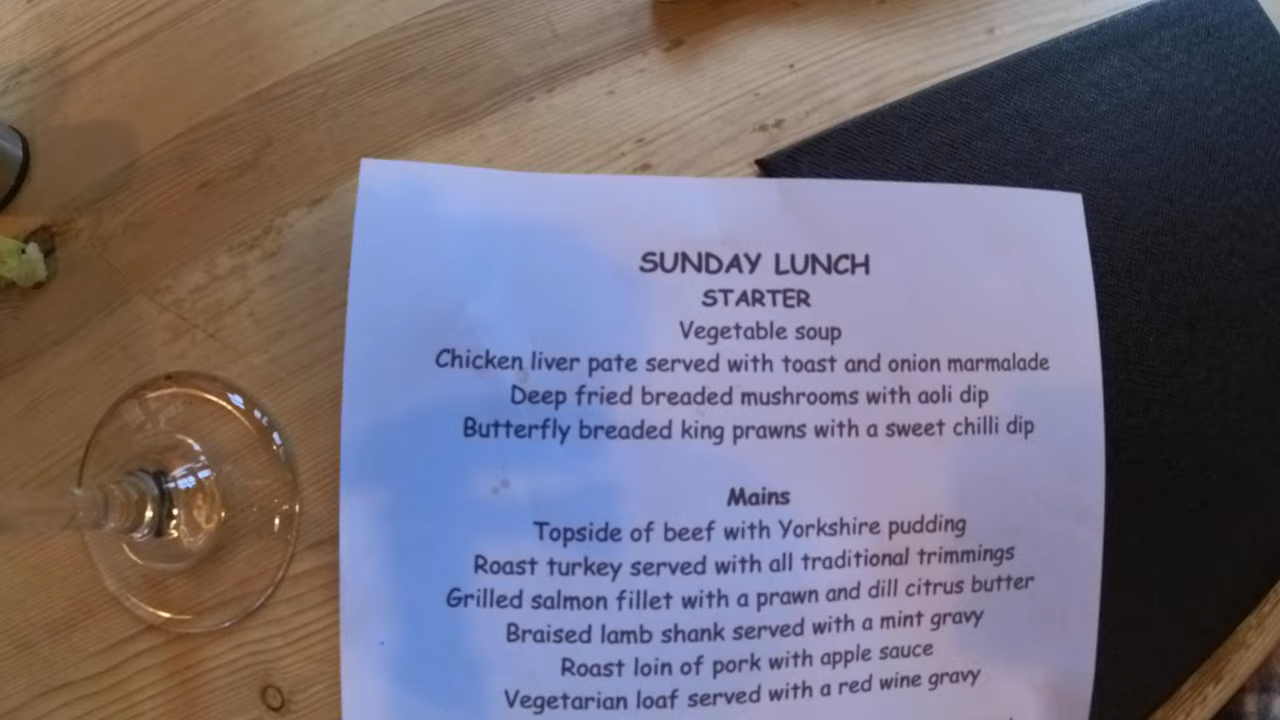 SUNDAY LUNCH
STARTER
Vegetable soup
Chicken liver pate served with toast and onion marmalade
Deep fried breaded mushrooms with aoli dip
Butterfly breaded king prawns with a sweet chilli dip
Mains
Topside of beef with Yorkshire pudding
Roast turkey served with all traditional trimmings
Grilled salmon fillet with a prawn and dill citrus butter
Braised lamb shank served with a mint gravy
Roast loin of pork with apple sauce
Vegetarian loaf served with a red wine gravy